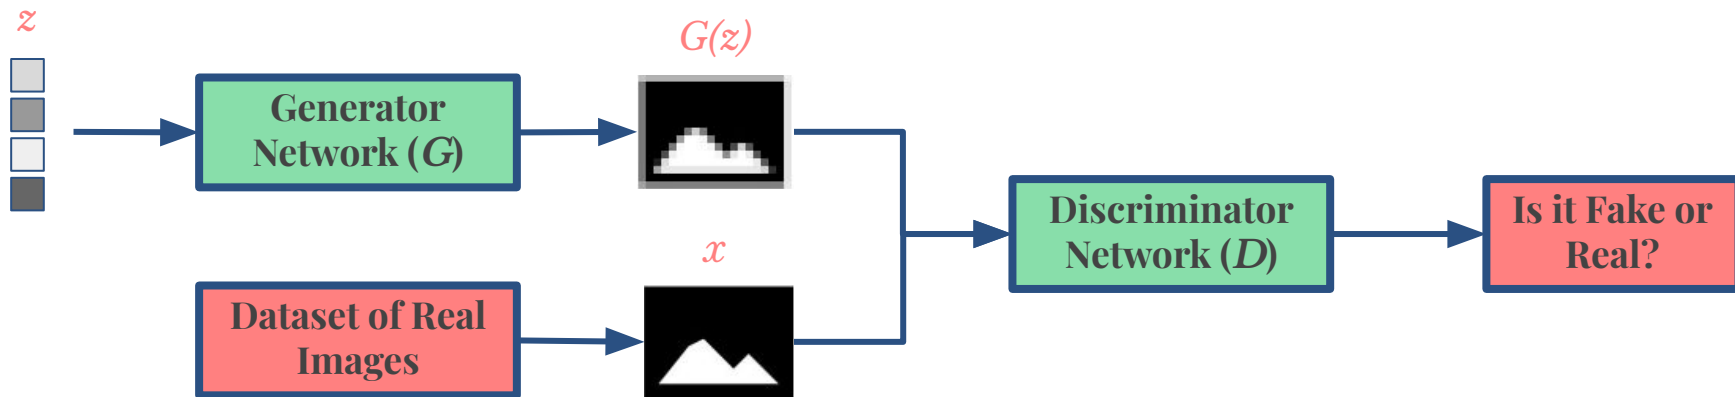 z
Generator
Network (G)
G(z)
Dataset of Real
Images
x
Discriminator
Network (D)
Is it Fake or
Real?